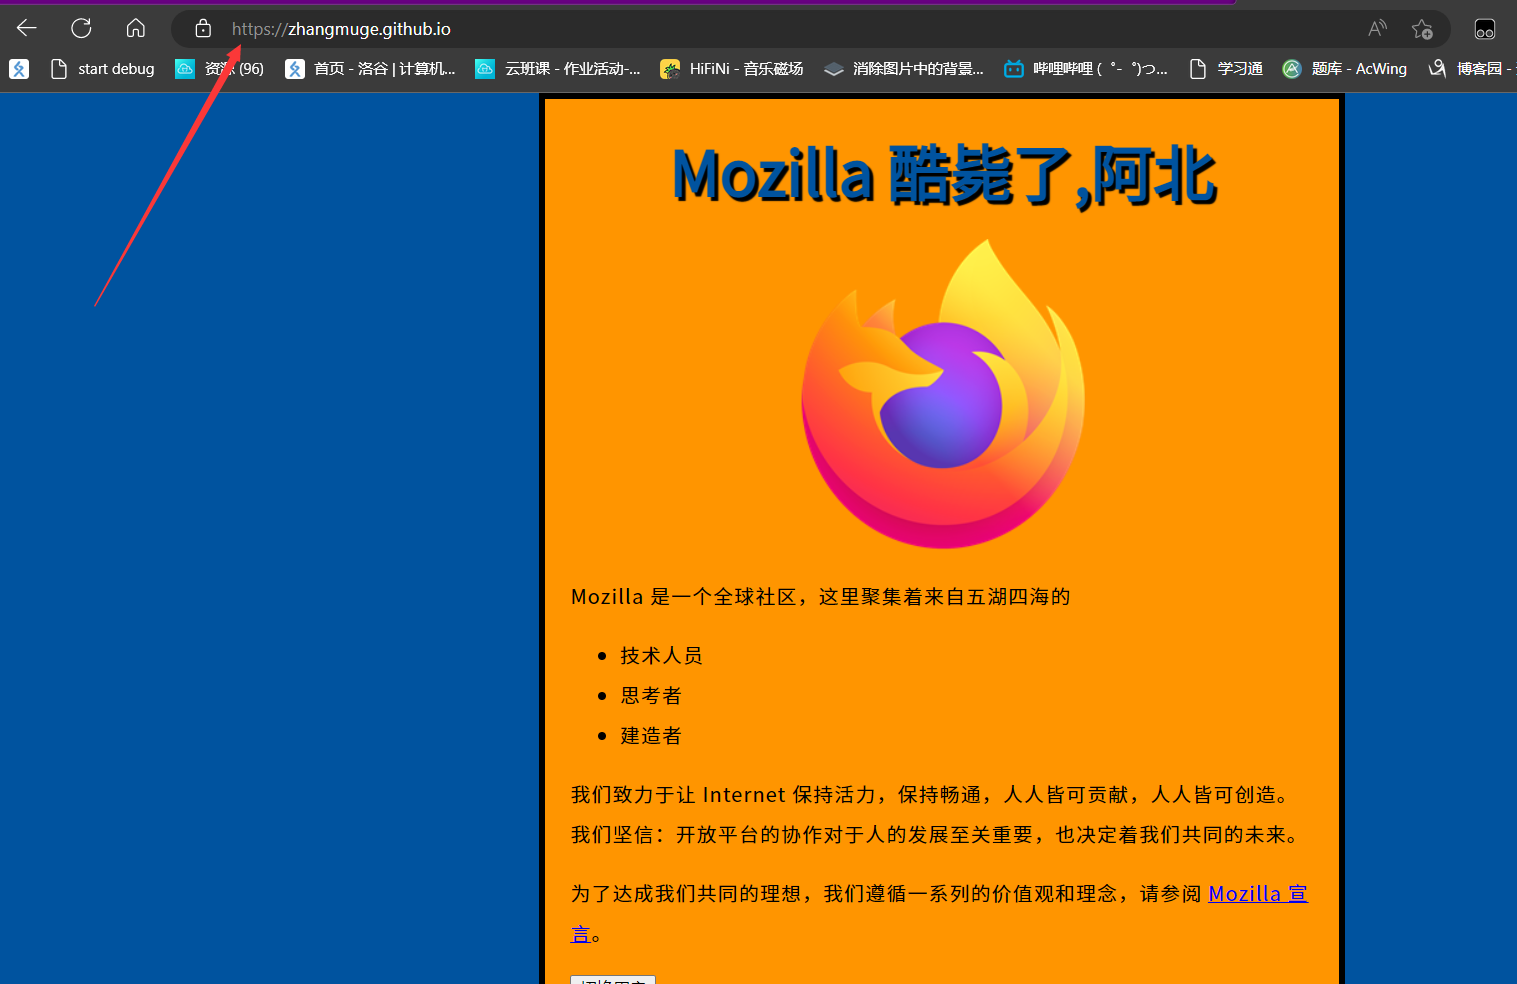 https://zhangmuge.github.io
start debug 资源 (96) 首页 - 洛谷 | 计算机... 云班课 - 作业活动-... HiFiNi - 音乐磁场 消除图片中的背景... 哔哩哔哩 (゜-゜)つ... 学习通 题库 - AcWing 博客园 -
Mozilla 酷毙了,阿北
Mozilla 是一个全球社区，这里聚集着来自五湖四海的
技术人员
思考者
建造者
我们致力于让 Internet 保持活力，保持畅通，人人皆可贡献，人人皆可创造。
我们坚信：开放平台的协作对于人的发展至关重要，也决定着我们共同的未来。
为了达成我们共同的理想，我们遵循一系列的价值观和理念，请参阅 Mozilla 宣
言。